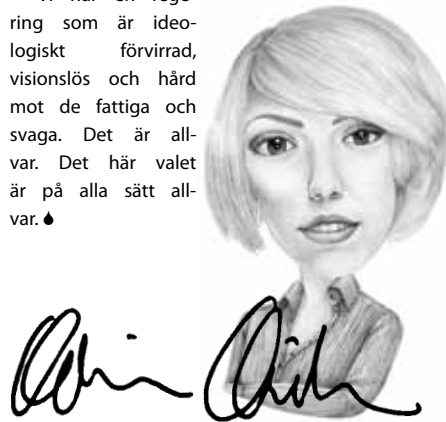 ring som är ideo-
logiskt förvirrad,
visionslös och hård
mot de fattiga och
svaga. Det är all-
var. Det här valet
är på alla sätt all-
var.